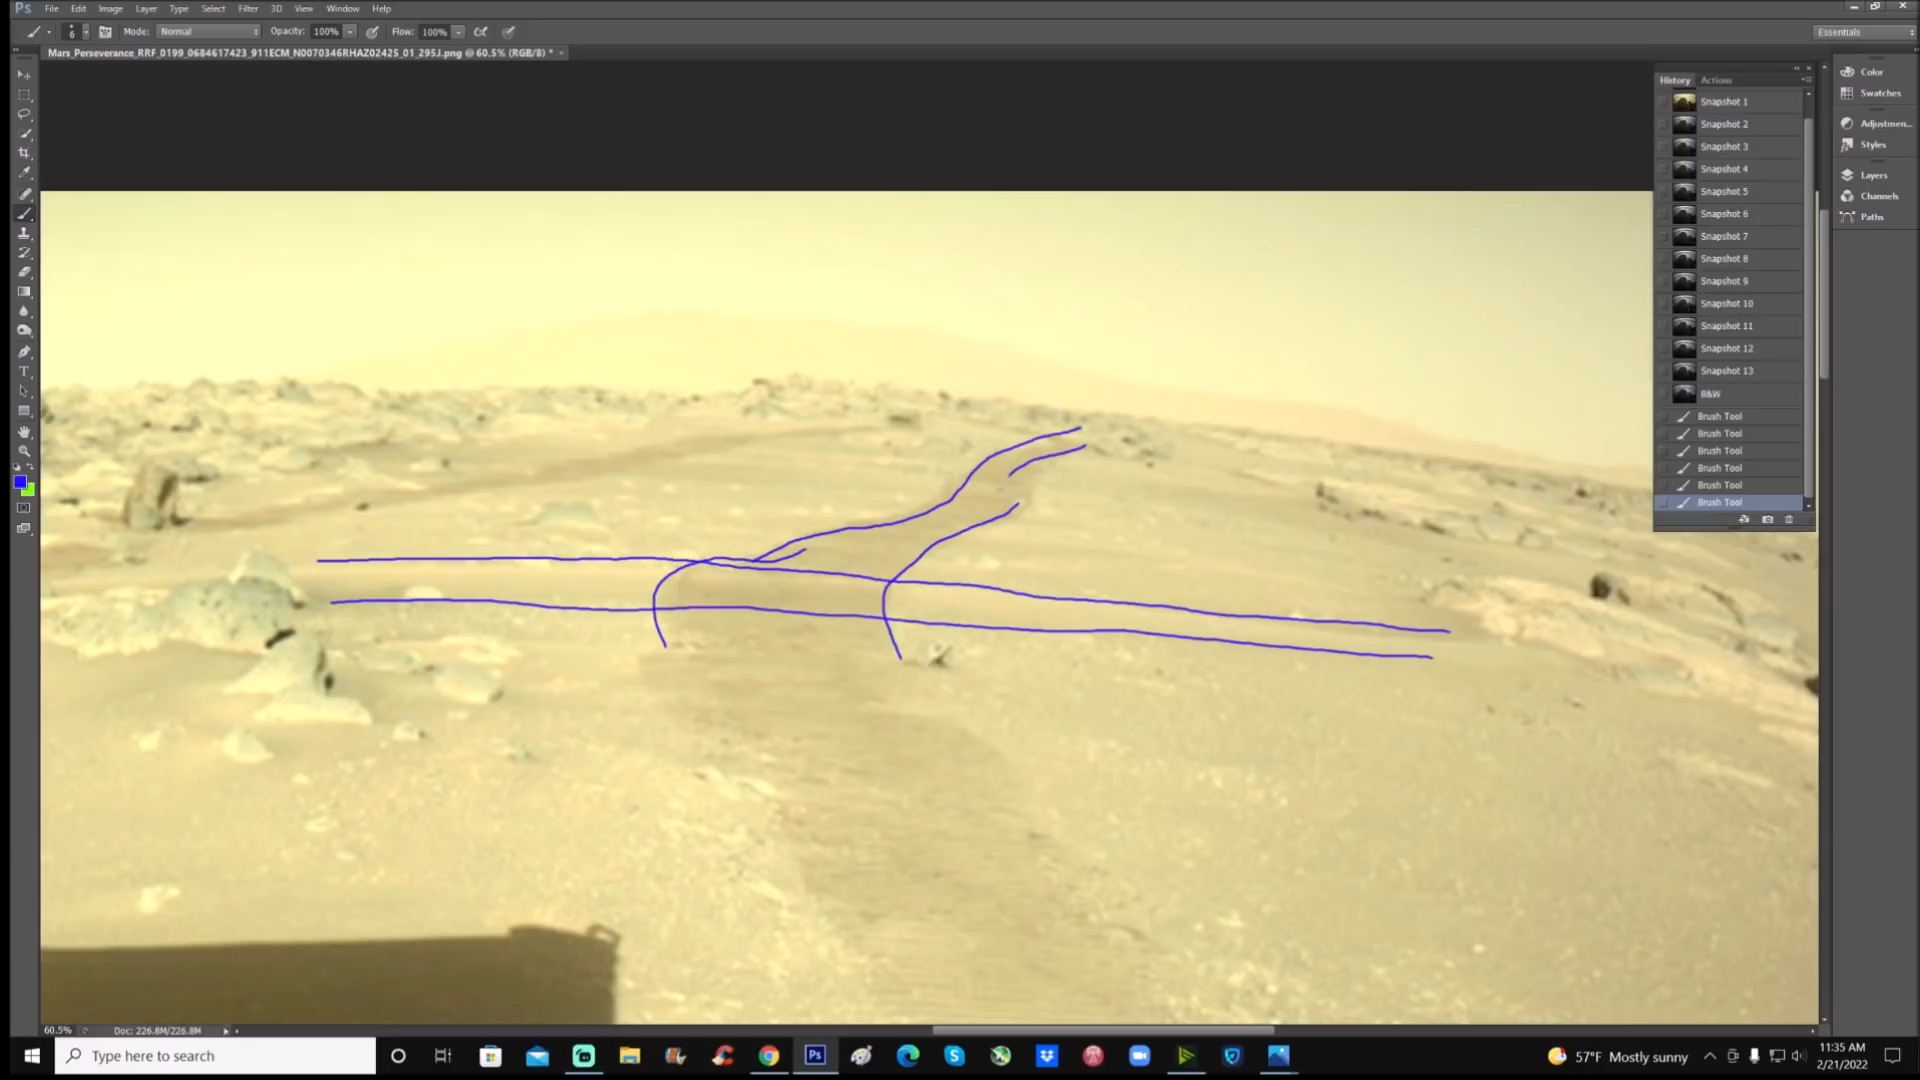 Ps File Edit Image Layer Type Select Filter 3D View Window Help
6 Mode: Normal Opacity: 100% Flow: 100% Essentials
Mars_Perseverance_RRF_0199_0684617423_911ECM_N0070346RHAZ02425_01_295J.png @ 60.5% (RGB/8) *
History Actions
Snapshot 1
Snapshot 2
Snapshot 3
Snapshot 4
Snapshot 5
Snapshot 6
Snapshot 7
Snapshot 8
Snapshot 9
Snapshot 10
Snapshot 11
Snapshot 12
Snapshot 13
B&W
Brush Tool
Brush Tool
Brush Tool
Brush Tool
Brush Tool
Brush Tool
Color
Swatches
Adjustmen...
Styles
Layers
Channels
Paths
60.5% Doc: 226.8M/226.8M
Type here to search
Ps
57°F Mostly sunny
11:35 AM
2/21/2022